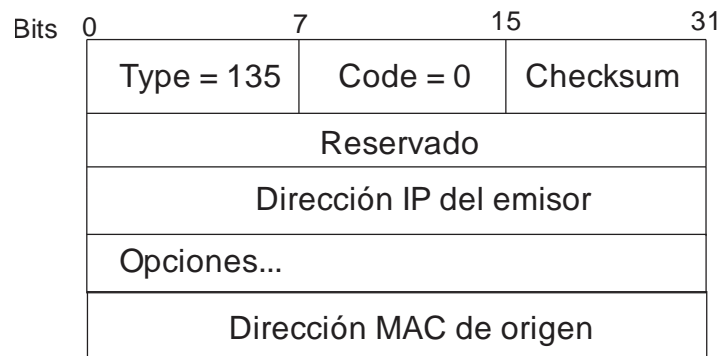 Bits 0 7 15 31
Type = 135 Code = 0 Checksum
Reservado
Dirección IP del emisor
Opciones...
Dirección MAC de origen